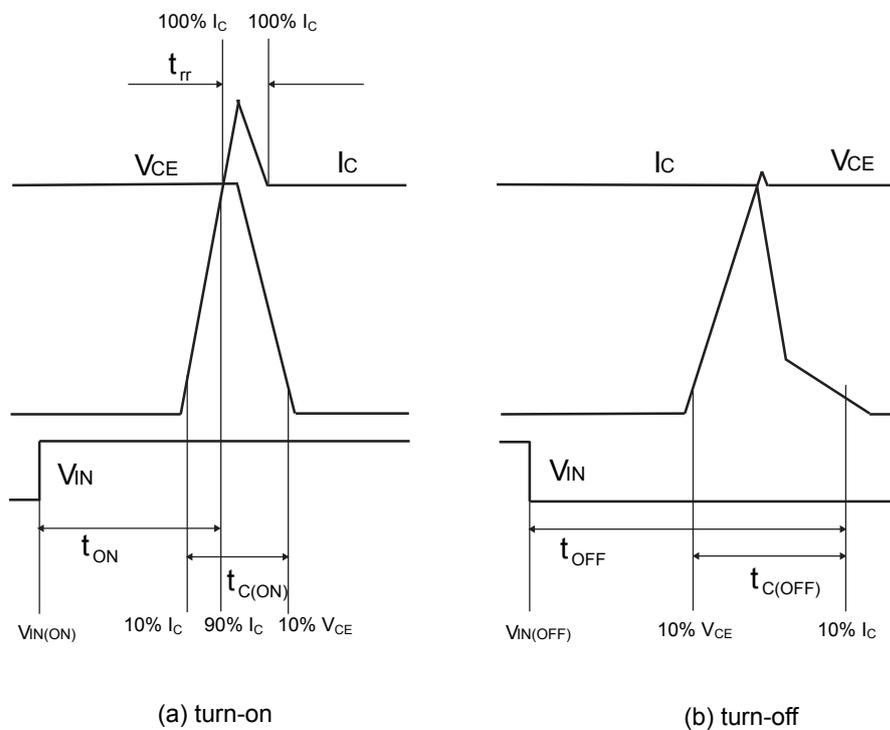 100% IC 100% IC
trr
VCE IC
VIN
tON
tC(ON)
VIN(ON) 10% IC 90% IC 10% VCE
(a) turn-on
IC VCE
VIN
tOFF
tC(OFF)
VIN(OFF) 10% VCE 10% IC
(b) turn-off